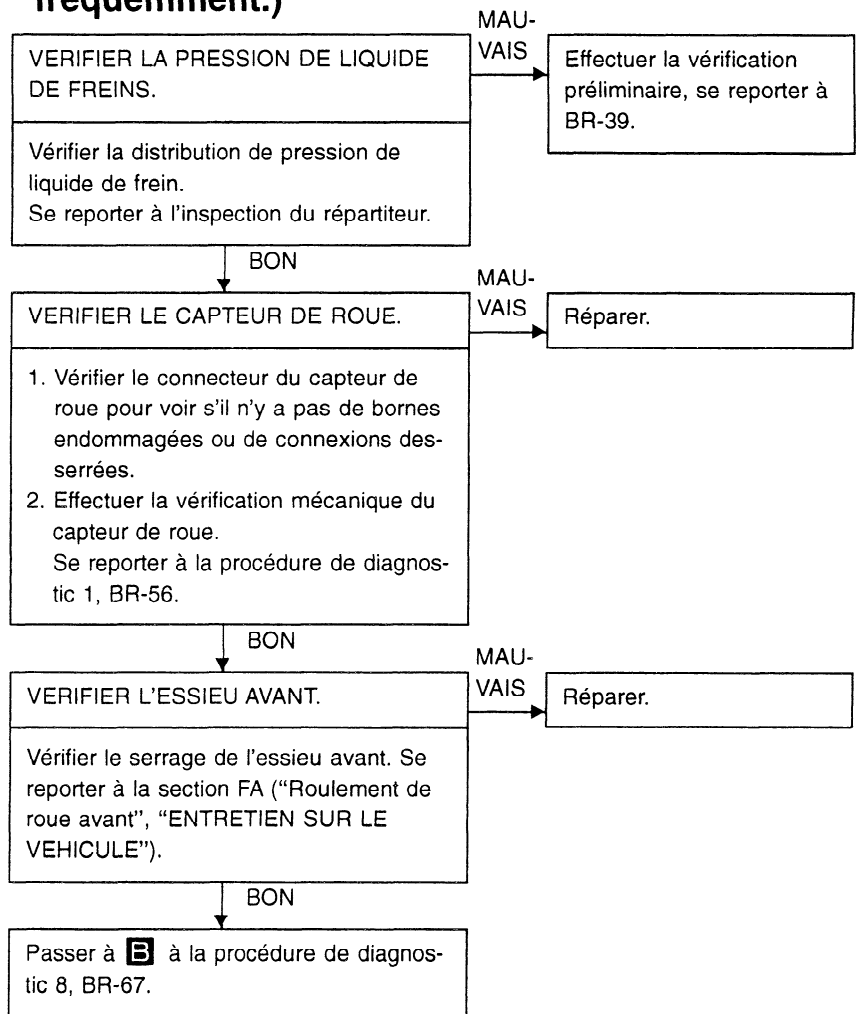 fréquemment.)
MAU-
VAIS
VERIFIER LA PRESSION DE LIQUIDE
DE FREINS.
Effectuer la vérification
préliminaire, se reporter à
BR-39.
Vérifier la distribution de pression de
liquide de frein.
Se reporter à l'inspection du répartiteur.
BON
MAU-
VAIS
VERIFIER LE CAPTEUR DE ROUE.
Réparer.
1. Vérifier le connecteur du capteur de
roue pour voir s'il n'y a pas de bornes
endommagées ou de connexions des-
serrées.
2. Effectuer la vérification mécanique du
capteur de roue.
Se reporter à la procédure de diagnos-
tic 1, BR-56.
BON
MAU-
VAIS
VERIFIER L'ESSIEU AVANT.
Réparer.
Vérifier le serrage de l'essieu avant. Se
reporter à la section FA ("Roulement de
roue avant", "ENTRETIEN SUR LE
VEHICULE").
BON
Passer à B à la procédure de diagnos-
tic 8, BR-67.